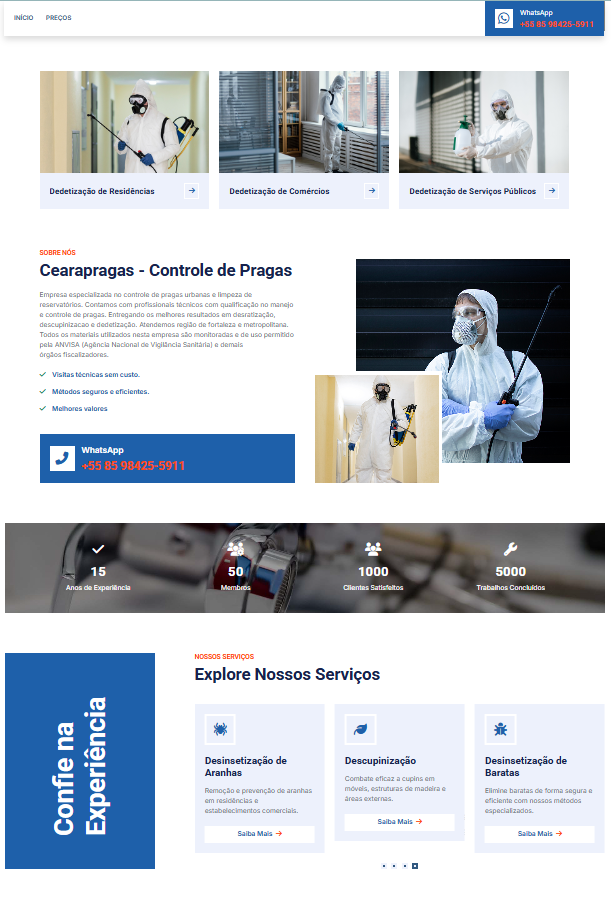 INÍCIO PREÇOS
WhatsApp
+55 85 98425-5911
Dedetização de Residências
Dedetização de Comércios
Dedetização de Serviços Públicos
SOBRE NÓS
Cearapragas - Controle de Pragas
Empresa especializada no controle de pragas urbanas e limpeza de
reservatórios. Contamos com profissionais técnicos com qualificação no manejo
e controle de pragas. Entregando os melhores resultados em desratização,
descupinizacao e dedetização. Atendemos região de fortaleza e metropolitana.
Todos os materiais utilizados nesta empresa são monitoradas e de uso permitido
pela ANVISA (Agência Nacional de Vigilância Sanitária) e demais
órgãos fiscalizadores.
Visitas técnicas sem custo.
Métodos seguros e eficientes.
Melhores valores
WhatsApp
+55 85 98425-5911
15
Anos de Experiência
50
Membros
1000
Clientes Satisfeitos
5000
Trabalhos Concluídos
Confie na
Experiência
NOSSOS SERVIÇOS
Explore Nossos Serviços
Desinsetização de
Aranhas
Remoção e prevenção de aranhas
em residências e
estabelecimentos comerciais.
Saiba Mais
Descupinização
Combate eficaz a cupins em
móveis, estruturas de madeira e
áreas externas.
Saiba Mais
Desinsetização de
Baratas
Elimine baratas de forma segura e
eficiente com nossos métodos
especializados.
Saiba Mais